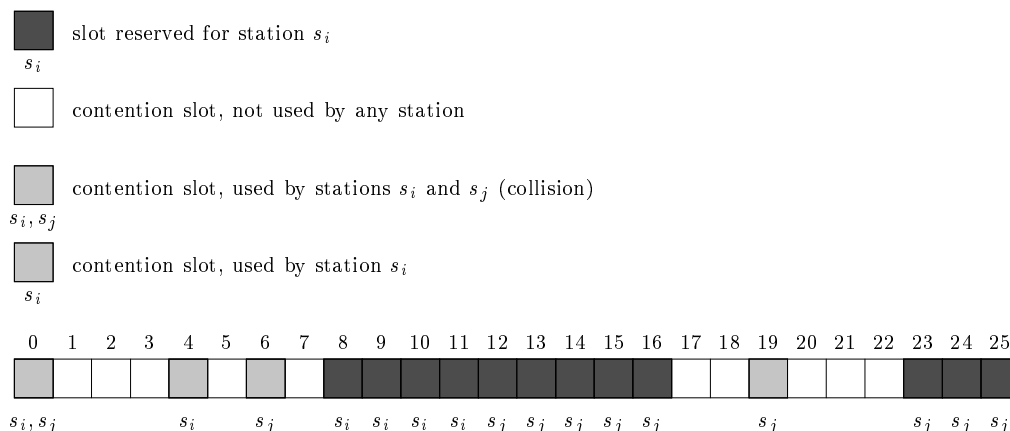 slot reserved for station s_i
s_i
contention slot, not used by any station
contention slot, used by stations s_i and s_j (collision)
s_i, s_j
contention slot, used by station s_i
s_i
0 1 2 3 4 5 6 7 8 9 10 11 12 13 14 15 16 17 18 19 20 21 22 23 24 25
s_i, s_j s_i s_j s_i s_i s_i s_i s_j s_j s_j s_j s_j s_j s_j s_j s_j